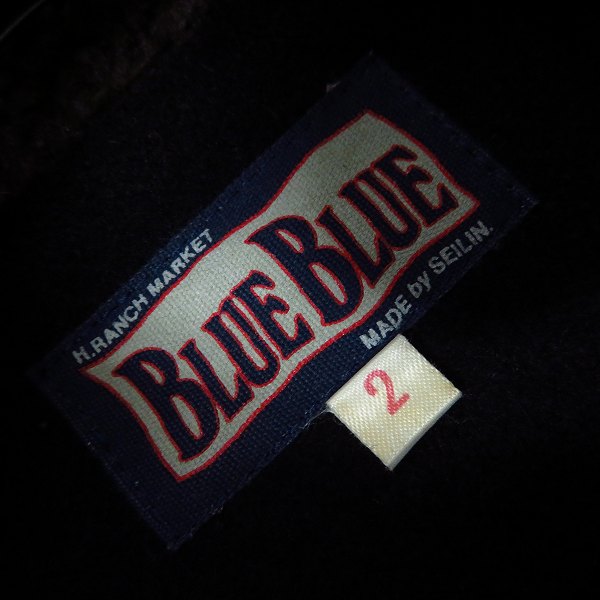 H.RANCH MARKET
BLUE BLUE
MADE by SEILIN.
2